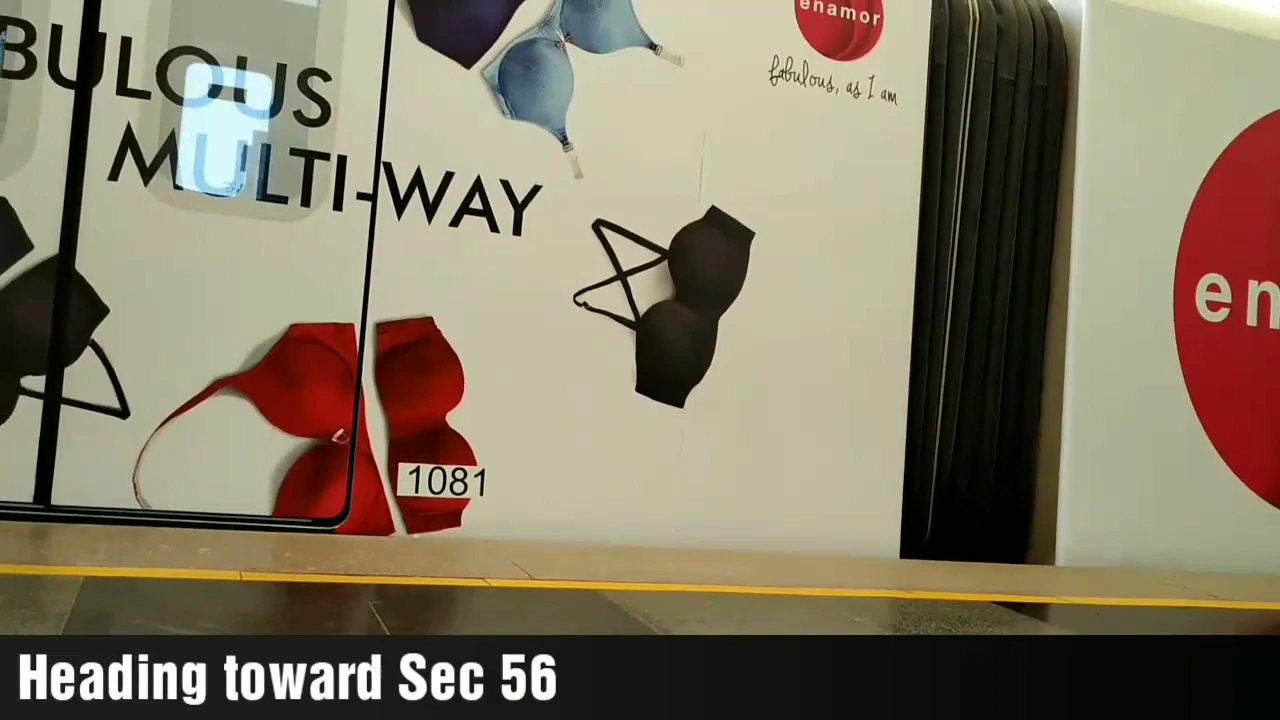 BULOUS
MULTI-WAY
enamor
fabulous, as I am
en
1081
Heading toward Sec 56